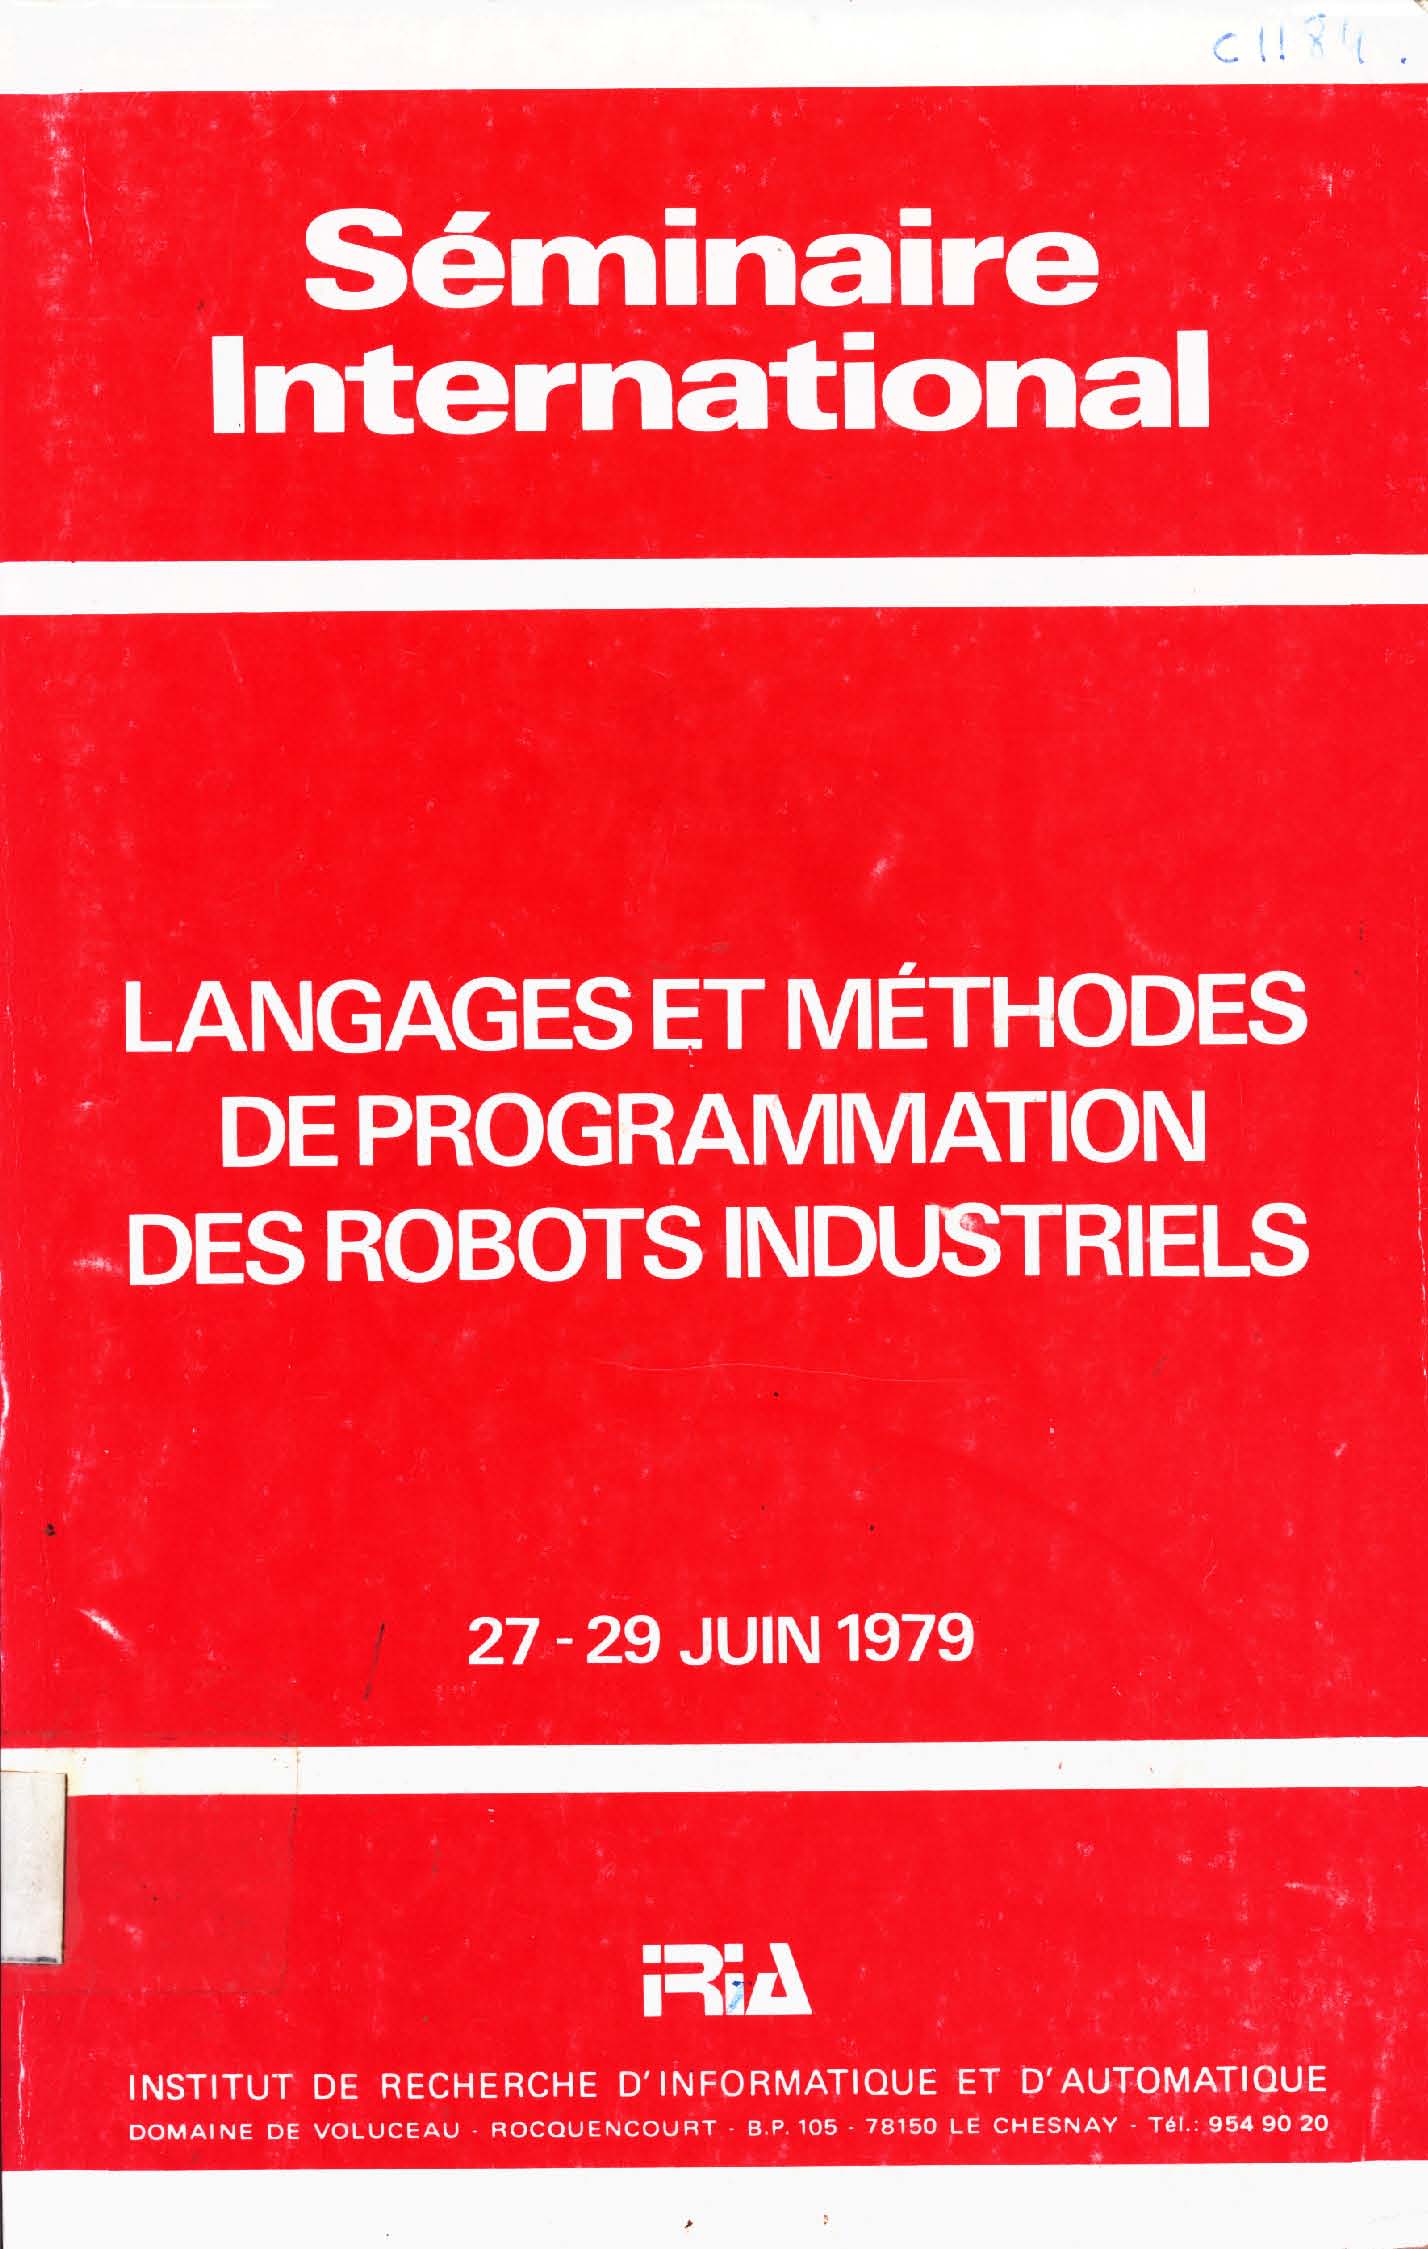 C1184.
Séminaire
International
LANGAGES ET MÉTHODES
DE PROGRAMMATION
DES ROBOTS INDUSTRIELS
27 - 29 JUIN 1979
iRiA
INSTITUT DE RECHERCHE D'INFORMATIQUE ET D'AUTOMATIQUE
DOMAINE DE VOLUCEAU - ROCQUENCOURT - B.P. 105 - 78150 LE CHESNAY - Tél.: 954 90 20